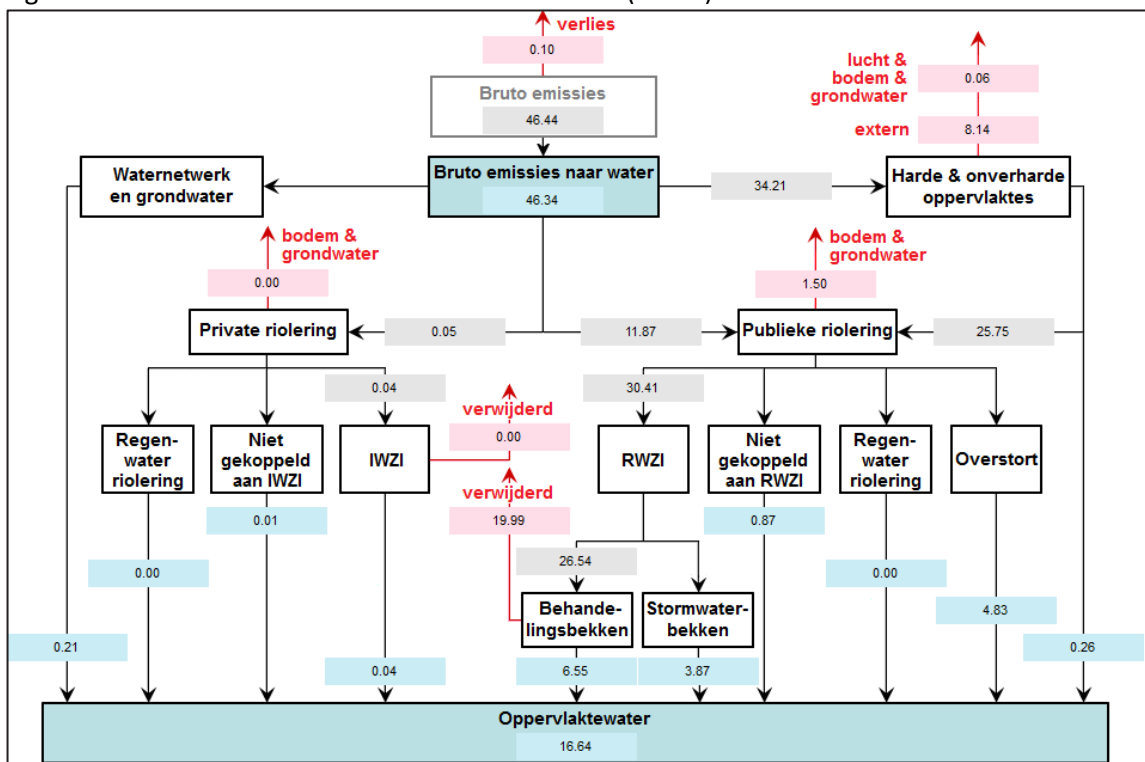 verlies
0.10
Bruto emissies
46.44
lucht &
bodem &
grondwater
0.06
extern
8.14
Waternetwerk
en grondwater
Bruto emissies naar water
46.34
34.21
Harde & onverharde
oppervlaktes
bodem &
grondwater
0.00
bodem &
grondwater
1.50
Private riolering
0.05
11.87
Publieke riolering
25.75
0.04
30.41
verwijderd
0.00
Regen-
water
riolering
Niet
gekoppeld
aan IWZI
IWZI
RWZI
Niet
gekoppeld
aan RWZI
Regen-
water
riolering
Overstort
verwijderd
19.99
0.01
0.87
0.00
26.54
0.00
Behande-
lingsbekken
Stormwater-
bekken
4.83
0.21
0.04
6.55
3.87
0.26
Oppervlaktewater
16.64